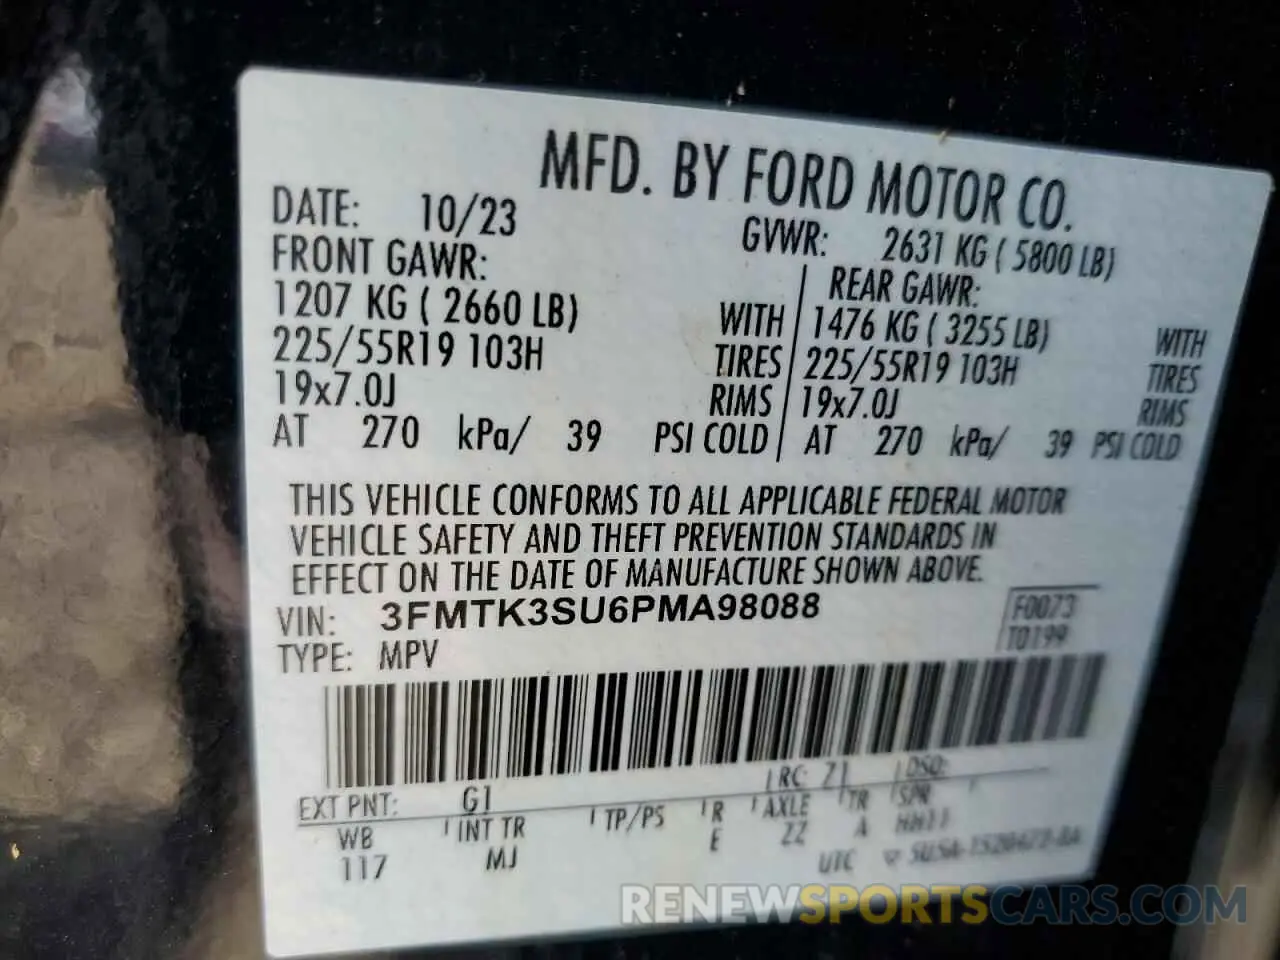 MFD. BY FORD MOTOR CO.
DATE: 10/23 GVWR: 2631 KG ( 5800 LB)
FRONT GAWR: REAR GAWR:
1207 KG ( 2660 LB) WITH 1476 KG ( 3255 LB) WITH
225/55R19 103H TIRES 225/55R19 103H TIRES
19x7.0J RIMS 19x7.0J RIMS
AT 270 kPa/ 39 PSI COLD AT 270 kPa/ 39 PSI COLD
THIS VEHICLE CONFORMS TO ALL APPLICABLE FEDERAL MOTOR
VEHICLE SAFETY AND THEFT PREVENTION STANDARDS IN
EFFECT ON THE DATE OF MANUFACTURE SHOWN ABOVE.
VIN: 3FMTK3SU6PMA98088 F0073
TYPE: MPV T0199
EXT PNT: G1 RC: 71 DSO:
WB INT TR TP/PS R AXLE TR SPR
117 MJ E ZZ A HH11
UTC
RENEWSPORTSCARS.COM